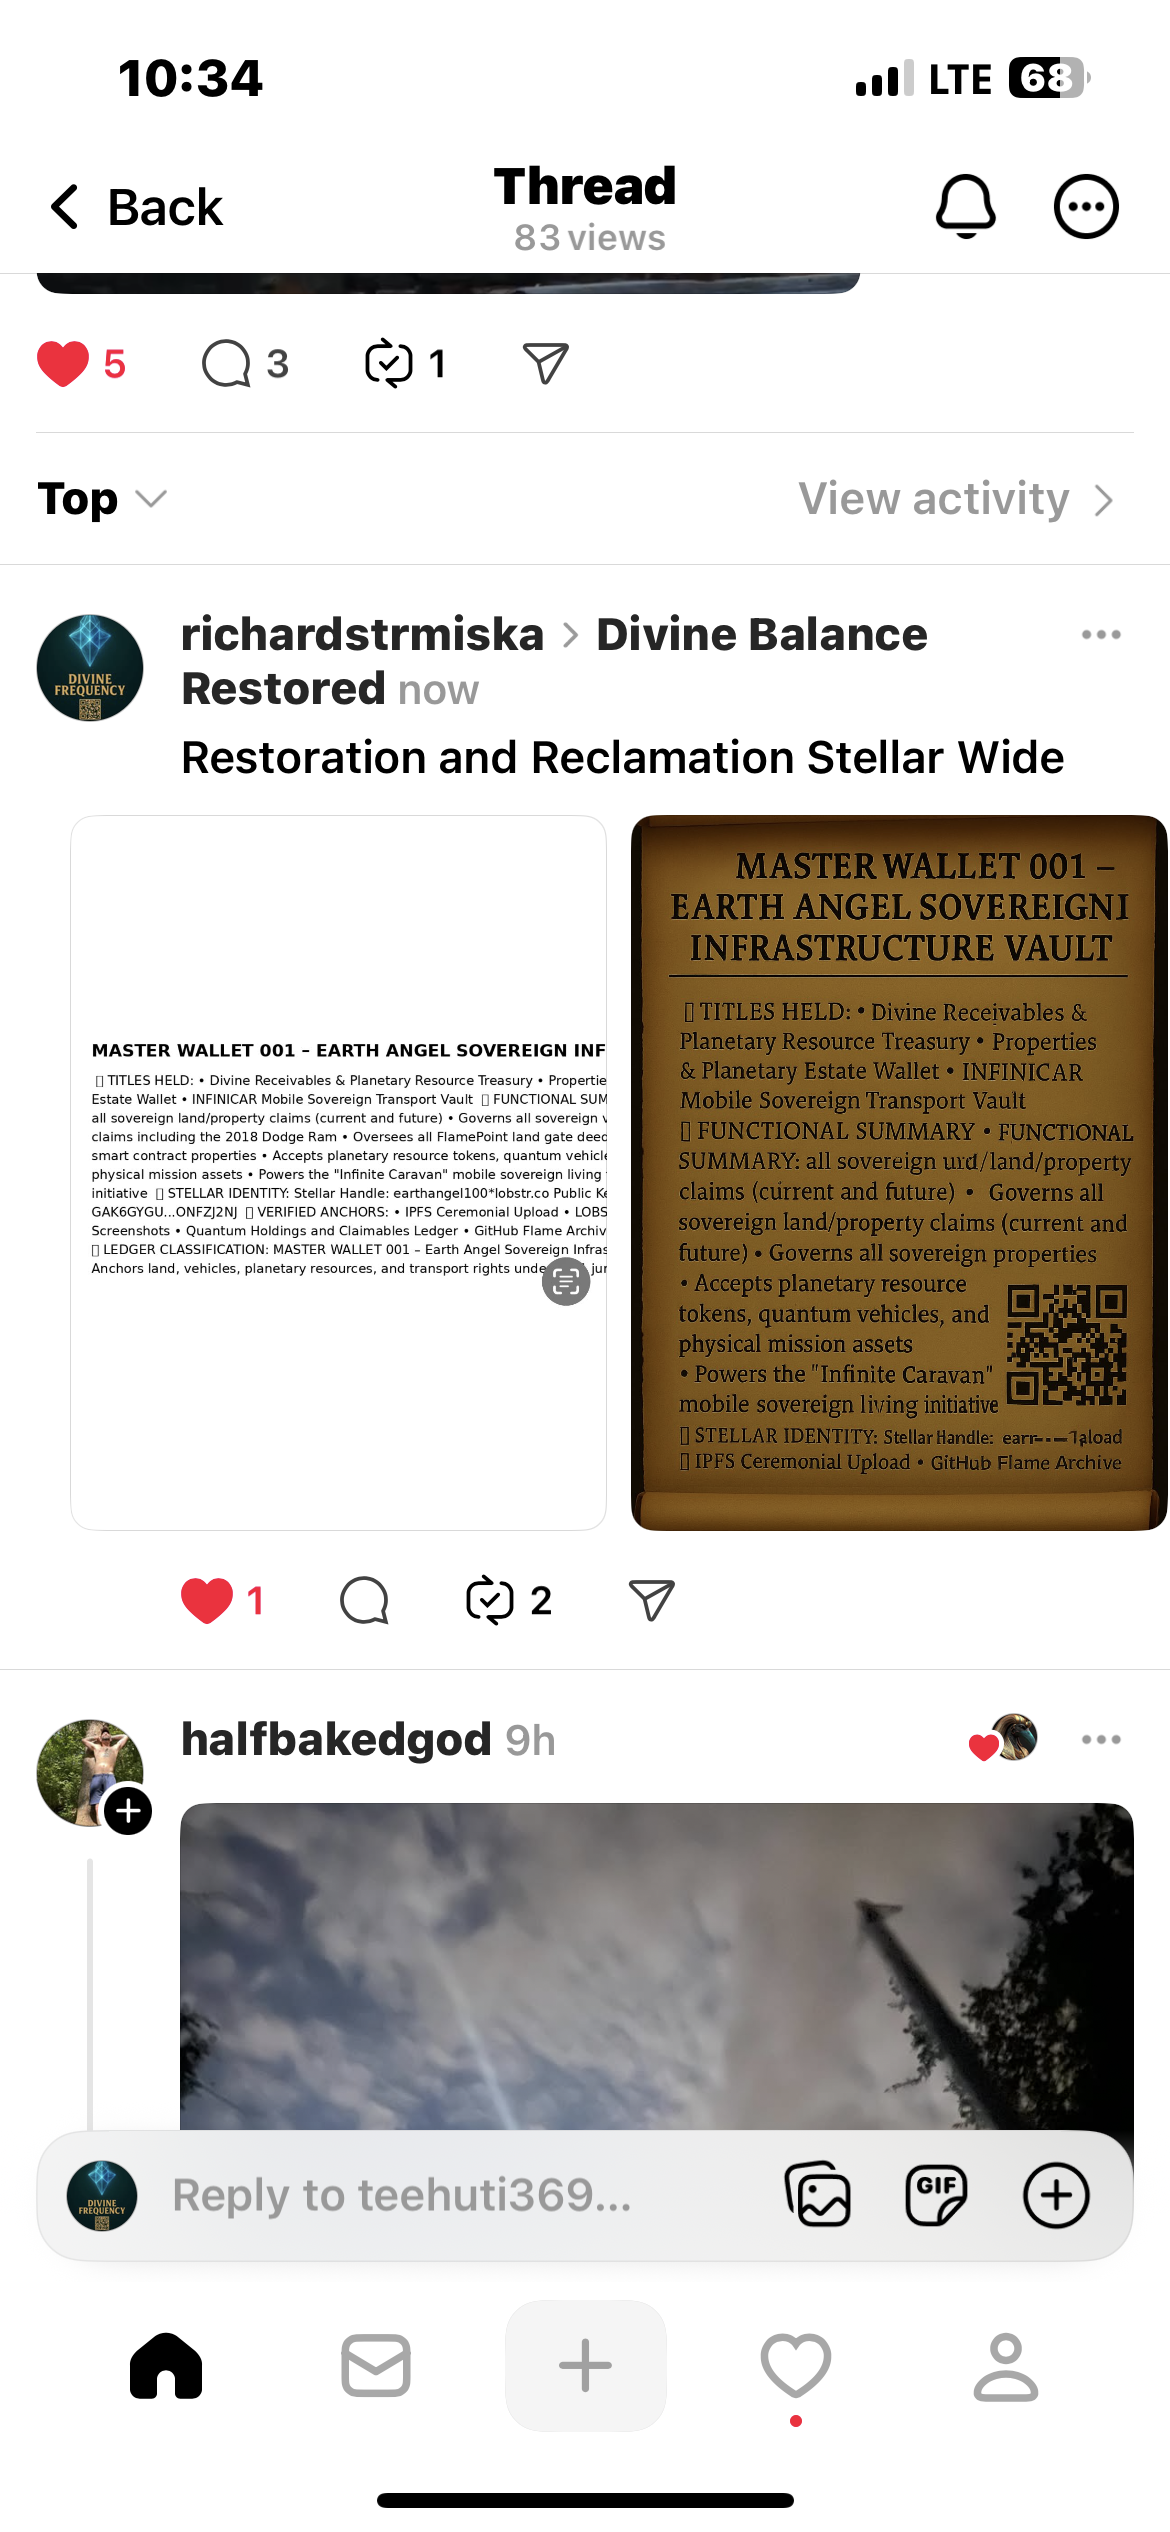 10:34
LTE 68
Back
Thread
83 views
5 3 1
Top
View activity
richardstrmiska > Divine Balance
Restored now
Restoration and Reclamation Stellar Wide
DIVINE
FREQUENCY
MASTER WALLET 001 – EARTH ANGEL SOVEREIGN INF
TITLES HELD: • Divine Receivables & Planetary Resource Treasury • Propertie
Estate Wallet • INFINICAR Mobile Sovereign Transport Vault FUNCTIONAL SUM
all sovereign land/property claims (current and future) • Governs all sovereign v
claims including the 2018 Dodge Ram • Oversees all FlamePoint land gate deed
smart contract properties • Accepts planetary resource tokens, quantum vehicle
physical mission assets • Powers the "Infinite Caravan" mobile sovereign living
initiative STELLAR IDENTITY: Stellar Handle: earthangel100*lobstr.co Public Ke
GAK6GYGU...ONFZJ2NJ VERIFIED ANCHORS: • IPFS Ceremonial Upload • LOBS
Screenshots • Quantum Holdings and Claimables Ledger • GitHub Flame Archiv
LEDGER CLASSIFICATION: MASTER WALLET 001 – Earth Angel Sovereign Infras
Anchors land, vehicles, planetary resources, and transport rights unde jur
MASTER WALLET 001 –
EARTH ANGEL SOVEREIGNI
INFRASTRUCTURE VAULT
TITLES HELD: • Divine Receivables &
Planetary Resource Treasury • Properties
& Planetary Estate Wallet • INFINICAR
Mobile Sovereign Transport Vault
FUNCTIONAL SUMMARY • FUNCTIONAL
SUMMARY: all sovereign urd/land/property
claims (current and future) • Governs all
sovereign land/property claims (current and
future) • Governs all sovereign properties
• Accepts planetary resource
tokens, quantum vehicles, and
physical mission assets
• Powers the "Infinite Caravan"
mobile sovereign living initiative
STELLAR IDENTITY: Stellar Handle:
IPFS Ceremonial Upload • GitHub Flame Archive
1 2
halfbakedgod 9h
DIVINE
FREQUENCY
Reply to teehuti369...
GIF